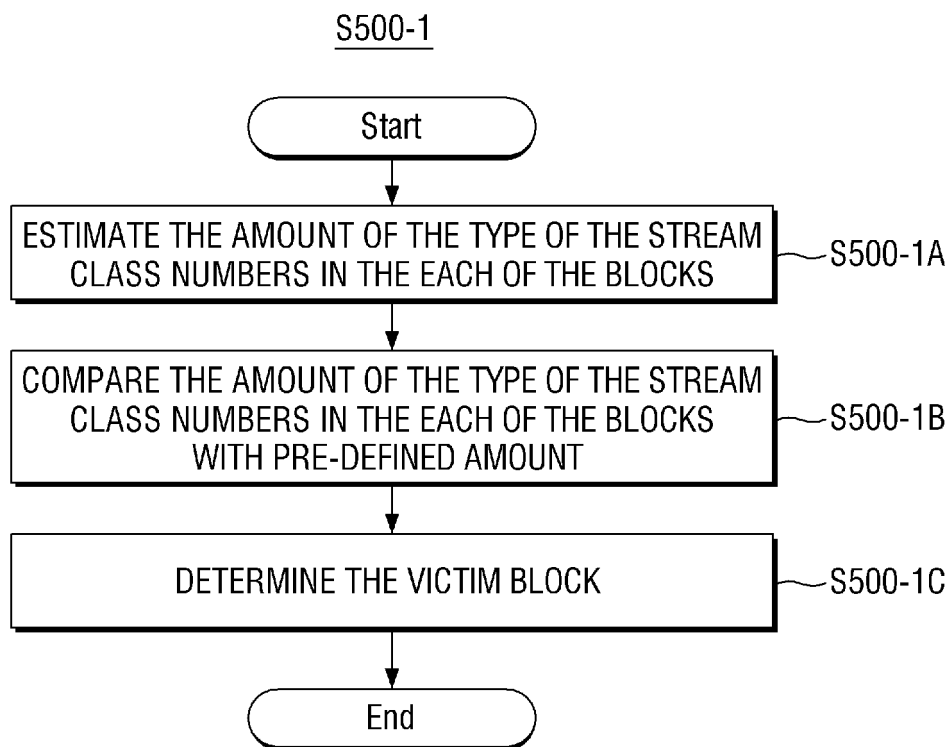 S500-1
Start
ESTIMATE THE AMOUNT OF THE TYPE OF THE STREAM
CLASS NUMBERS IN THE EACH OF THE BLOCKS
S500-1A
COMPARE THE AMOUNT OF THE TYPE OF THE STREAM
CLASS NUMBERS IN THE EACH OF THE BLOCKS
WITH PRE-DEFINED AMOUNT
S500-1B
DETERMINE THE VICTIM BLOCK
S500-1C
End